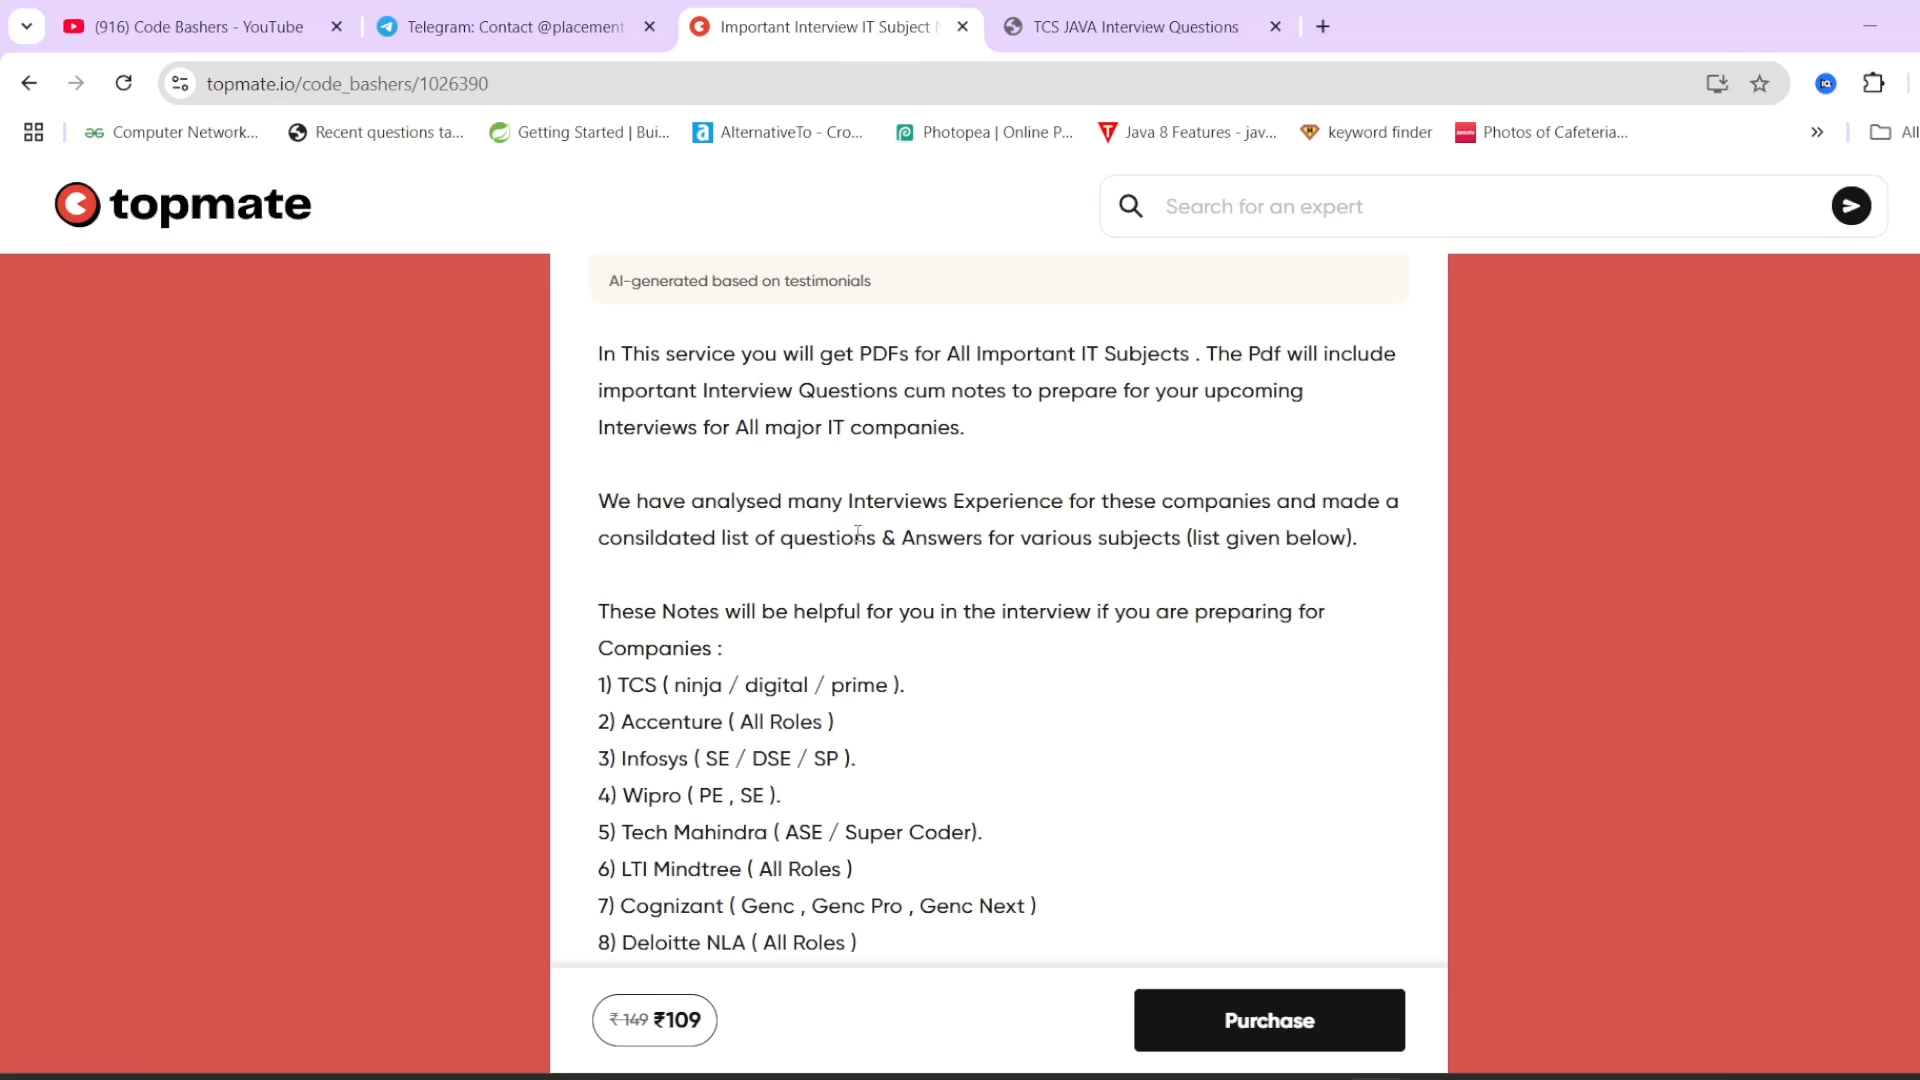 (916) Code Bashers - YouTube
Telegram: Contact @placement
Important Interview IT Subject
TCS JAVA Interview Questions
topmate.io/code_bashers/1026390
Computer Network...
Recent questions ta...
Getting Started | Bui...
AlternativeTo - Cro...
Photopea | Online P...
Java 8 Features - jav...
keyword finder
Photos of Cafeteria...
All
topmate
Search for an expert
AI-generated based on testimonials
In This service you will get PDFs for All Important IT Subjects . The Pdf will include
important Interview Questions cum notes to prepare for your upcoming
Interviews for All major IT companies.
We have analysed many Interviews Experience for these companies and made a
consildated list of questions & Answers for various subjects (list given below).
These Notes will be helpful for you in the interview if you are preparing for
Companies :
1) TCS ( ninja / digital / prime ).
2) Accenture ( All Roles )
3) Infosys ( SE / DSE / SP ).
4) Wipro ( PE , SE ).
5) Tech Mahindra ( ASE / Super Coder).
6) LTI Mindtree ( All Roles )
7) Cognizant ( Genc , Genc Pro , Genc Next )
8) Deloitte NLA ( All Roles )
₹ 149 ₹109
Purchase